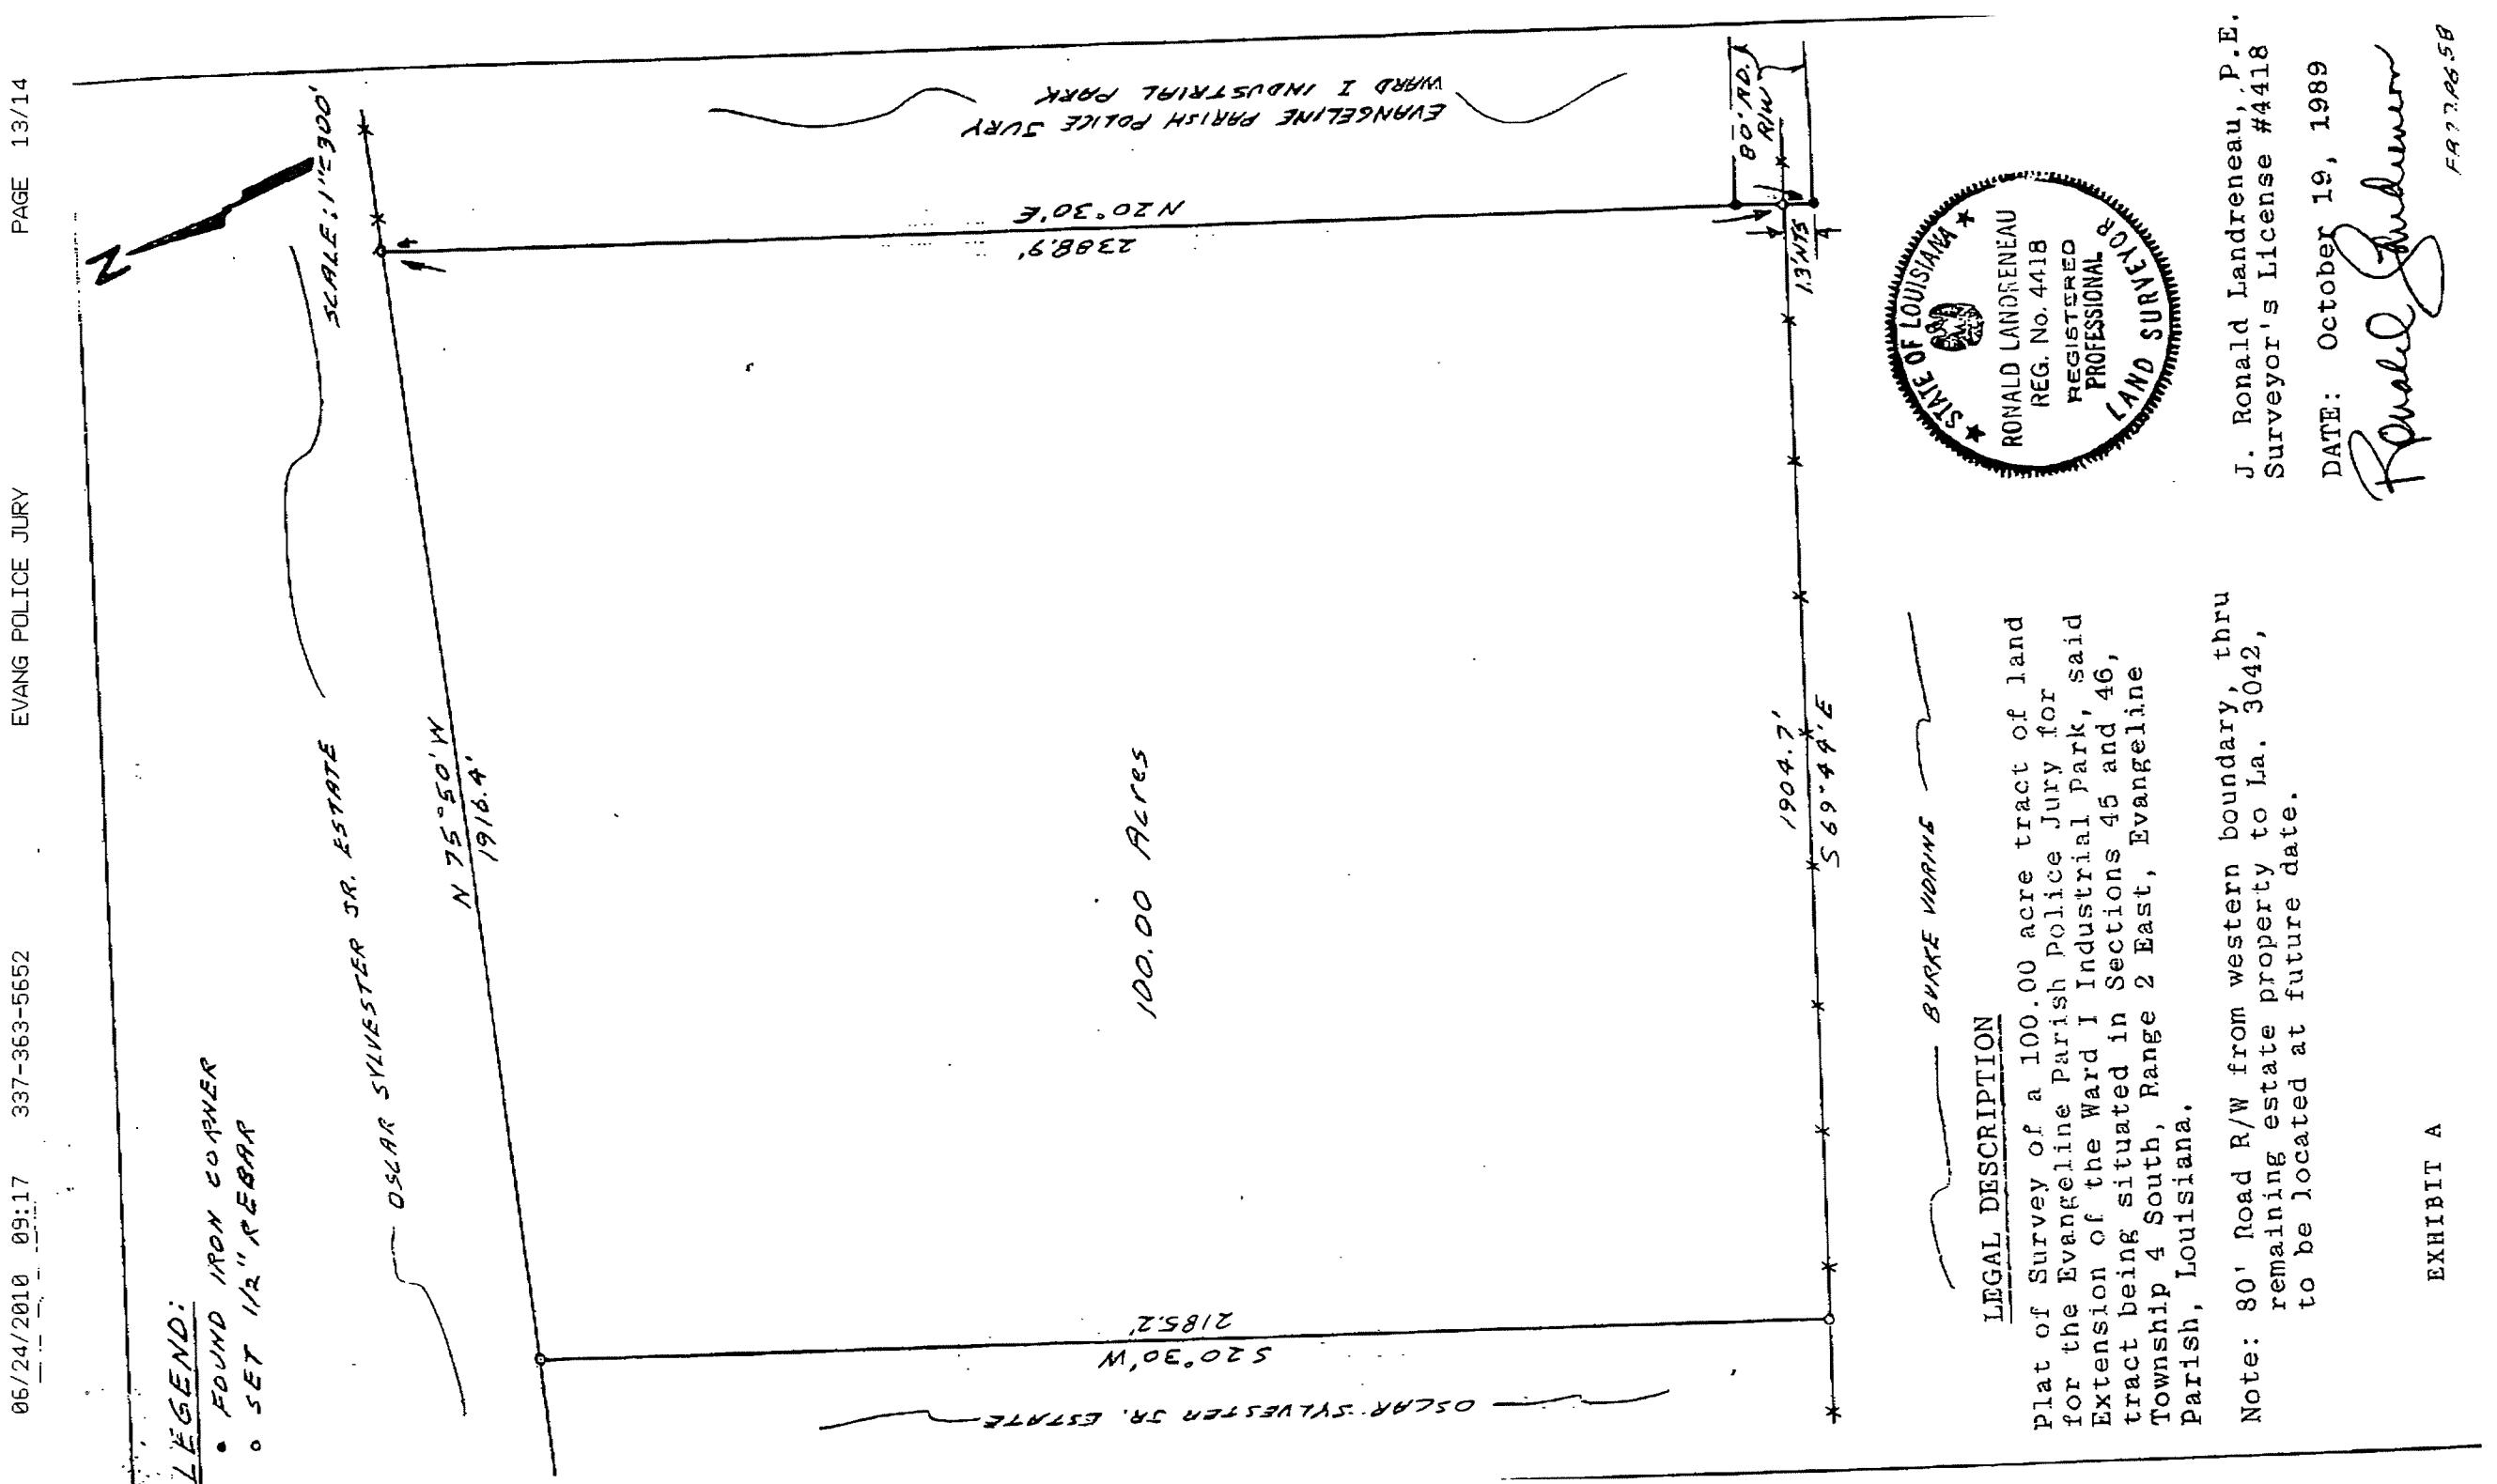 06/24/2010 09:17 337-363-5652 EVANG POLICE JURY PAGE 13/14
LEGEND:
• FOUND IRON CORNER
o SET 1/2" REBAR
N
SCALE: 1"=300'
OSCAR SYLVESTER JR. ESTATE
N 75°50'W
1916.4'
OSCAR SYLVESTER JR. ESTATE
S20°30'W
2185.2'
100.00 Acres
2388.9'
N20°30'E
EVANGELINE PARISH POLICE JURY
WARD I INDUSTRIAL PARK
80' RD.
R/W
1.3' NTS
1904.7'
S69°44'E
BURKE VIDRINE
LEGAL DESCRIPTION
Plat of Survey of a 100.00 acre tract of land
for the Evangeline Parish Police Jury for
Extension of the Ward I Industrial Park, said
tract being situated in Sections 45 and 46,
Township 4 South, Range 2 East, Evangeline
Parish, Louisiana.
Note: 80' Road R/W from western boundary, thru
remaining estate property to La. 3042,
to be located at future date.
EXHIBIT A
STATE OF LOUISIANA
RONALD LANDRENEAU
REG. No. 4418
REGISTERED
PROFESSIONAL
LAND SURVEYOR
J. Ronald Landreneau, P.E.
Surveyor's License #4418
DATE: October 19, 1989
Ronald Landreneau